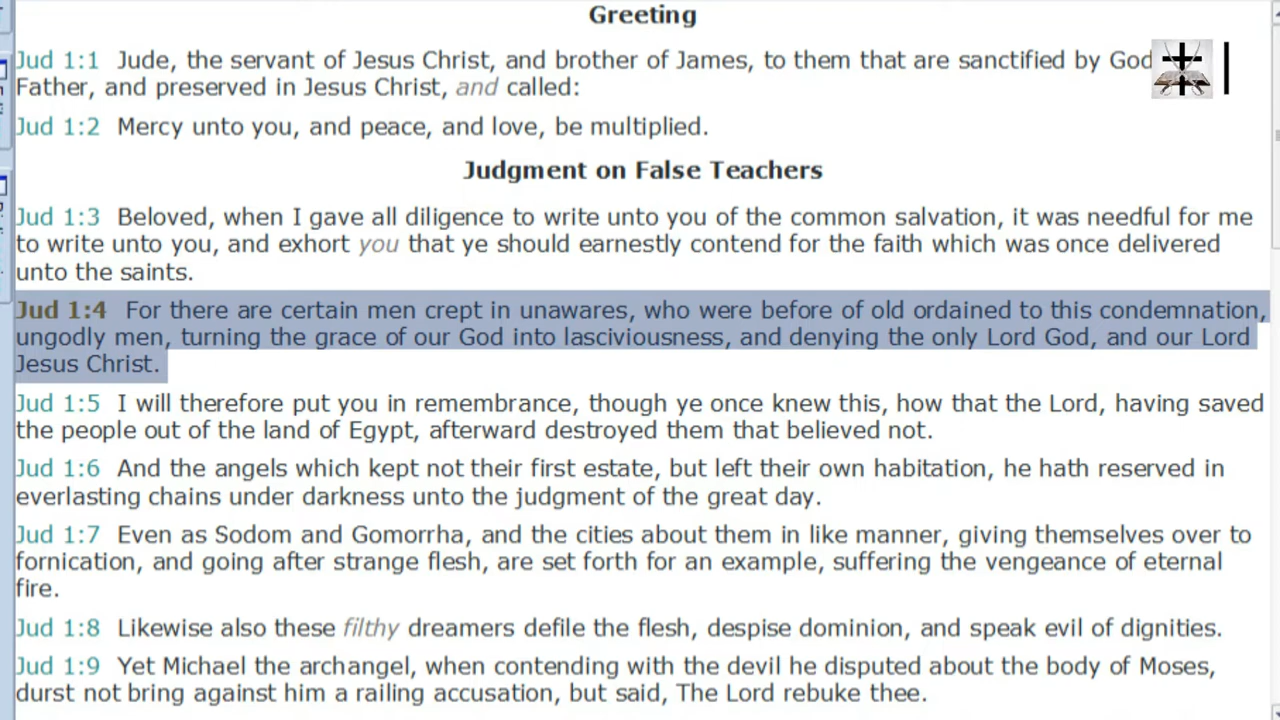 Greeting
Jud 1:1 Jude, the servant of Jesus Christ, and brother of James, to them that are sanctified by God
Father, and preserved in Jesus Christ, and called:
Jud 1:2 Mercy unto you, and peace, and love, be multiplied.
Judgment on False Teachers
Jud 1:3 Beloved, when I gave all diligence to write unto you of the common salvation, it was needful for me
to write unto you, and exhort you that ye should earnestly contend for the faith which was once delivered
unto the saints.
Jud 1:4 For there are certain men crept in unawares, who were before of old ordained to this condemnation,
ungodly men, turning the grace of our God into lasciviousness, and denying the only Lord God, and our Lord
Jesus Christ.
Jud 1:5 I will therefore put you in remembrance, though ye once knew this, how that the Lord, having saved
the people out of the land of Egypt, afterward destroyed them that believed not.
Jud 1:6 And the angels which kept not their first estate, but left their own habitation, he hath reserved in
everlasting chains under darkness unto the judgment of the great day.
Jud 1:7 Even as Sodom and Gomorrha, and the cities about them in like manner, giving themselves over to
fornication, and going after strange flesh, are set forth for an example, suffering the vengeance of eternal
fire.
Jud 1:8 Likewise also these filthy dreamers defile the flesh, despise dominion, and speak evil of dignities.
Jud 1:9 Yet Michael the archangel, when contending with the devil he disputed about the body of Moses,
durst not bring against him a railing accusation, but said, The Lord rebuke thee.